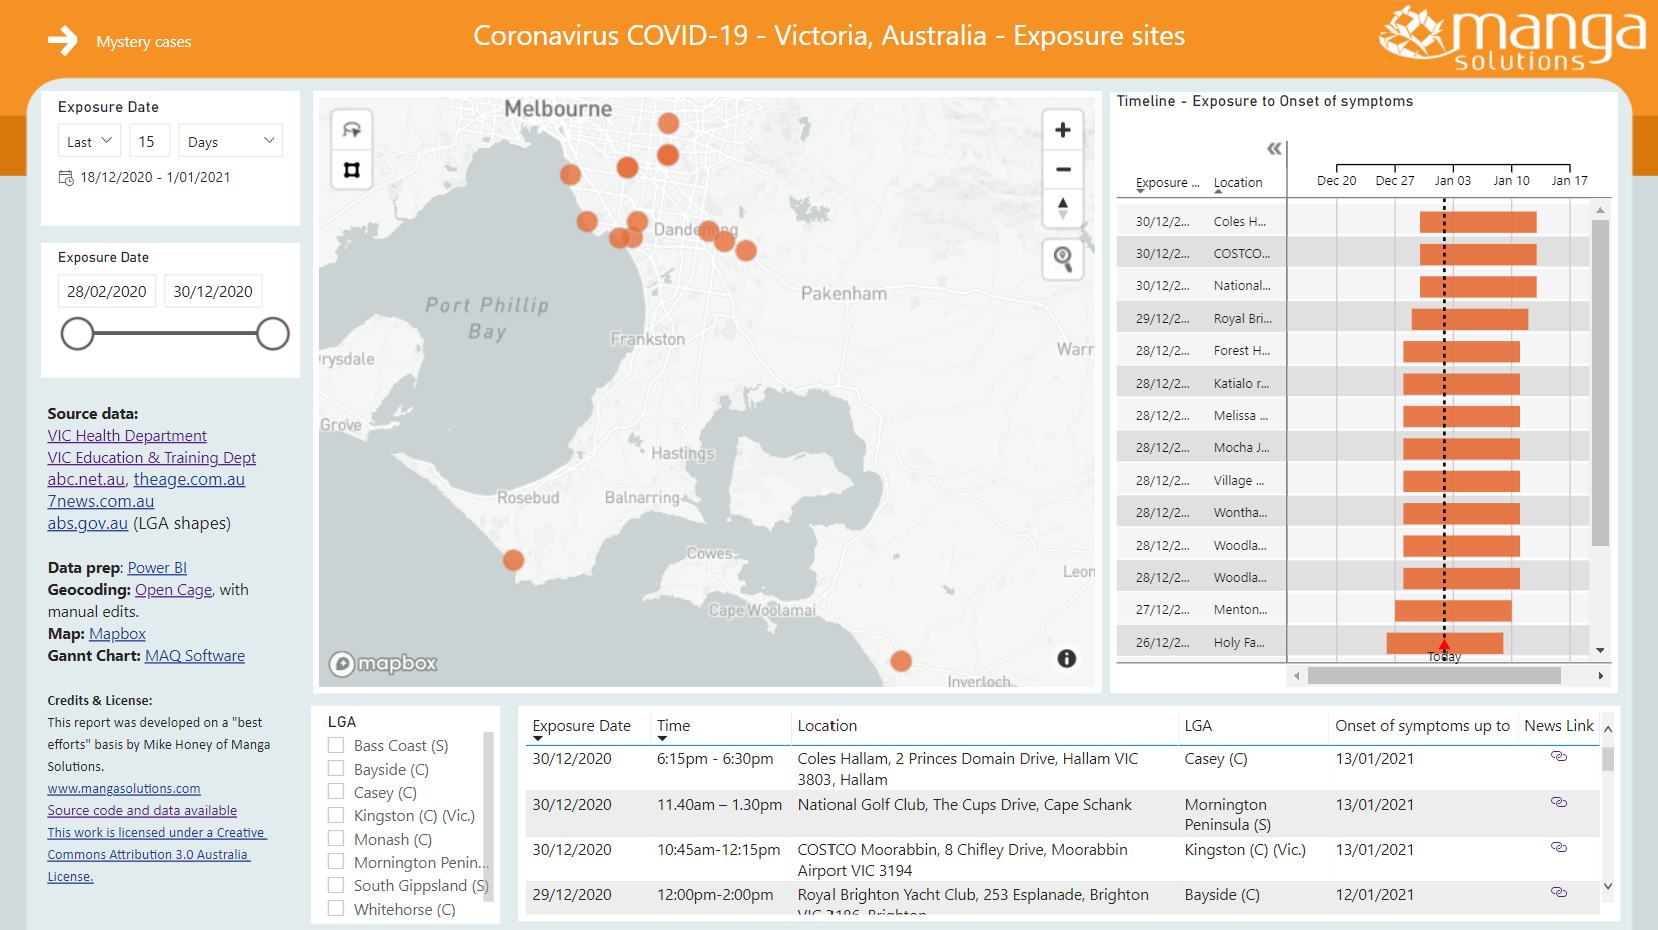 Mystery cases
Coronavirus COVID-19 - Victoria, Australia - Exposure sites
manga
solutions
Exposure Date
Last
15
Days
18/12/2020 - 1/01/2021
Exposure Date
28/02/2020
30/12/2020
Source data:
VIC Health Department
VIC Education & Training Dept
abc.net.au, theage.com.au
7news.com.au
abs.gov.au (LGA shapes)
Data prep: Power BI
Geocoding: Open Cage, with
manual edits.
Map: Mapbox
Gannt Chart: MAQ Software
Credits & License:
This report was developed on a "best
efforts" basis by Mike Honey of Manga
Solutions.
www.mangasolutions.com
Source code and data available
This work is licensed under a Creative
Commons Attribution 3.0 Australia
License.
Melbourne
Dandenong
Port Phillip
Bay
Pakenham
Frankston
rysdale
Warr
Grove
Hastings
Rosebud
Balnarring
Cowes
Leon
Cape Woolamai
mapbox
Inverloch
Timeline - Exposure to Onset of symptoms
Exposure ...
Location
Dec 20
Dec 27
Jan 03
Jan 10
Jan 17
30/12/2... Coles H...
30/12/2... COSTCO...
30/12/2... National...
29/12/2... Royal Bri...
28/12/2... Forest H...
28/12/2... Katialo r...
28/12/2... Melissa ...
28/12/2... Mocha J...
28/12/2... Village ...
28/12/2... Wontha...
28/12/2... Woodla...
28/12/2... Woodla...
27/12/2... Menton...
26/12/2... Holy Fa...
Today
LGA
Bass Coast (S)
Bayside (C)
Casey (C)
Kingston (C) (Vic.)
Monash (C)
Mornington Penin...
South Gippsland (S)
Whitehorse (C)
Exposure Date Time Location LGA Onset of symptoms up to News Link
30/12/2020 6:15pm - 6:30pm Coles Hallam, 2 Princes Domain Drive, Hallam VIC Casey (C) 13/01/2021
3803, Hallam
30/12/2020 11.40am – 1.30pm National Golf Club, The Cups Drive, Cape Schank Mornington 13/01/2021
Peninsula (S)
30/12/2020 10:45am-12:15pm COSTCO Moorabbin, 8 Chifley Drive, Moorabbin Kingston (C) (Vic.) 13/01/2021
Airport VIC 3194
29/12/2020 12:00pm-2:00pm Royal Brighton Yacht Club, 253 Esplanade, Brighton Bayside (C) 12/01/2021
VIC 3186, Brighton